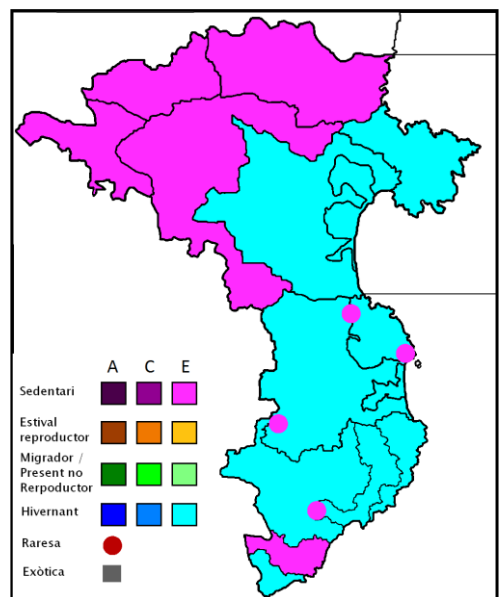 A C E
Sedentari
Estival
reproductor
Migrador /
Present no
Rerpoductor
Hivernant
Raresa
Exòtica